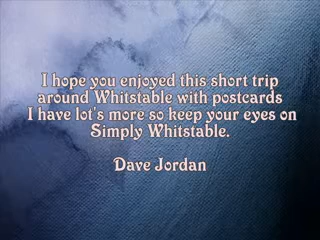 I hope you enjoyed this short trip
around Whitstable with postcards
I have lot's more so keep your eyes on
Simply Whitstable.
Dave Jordan